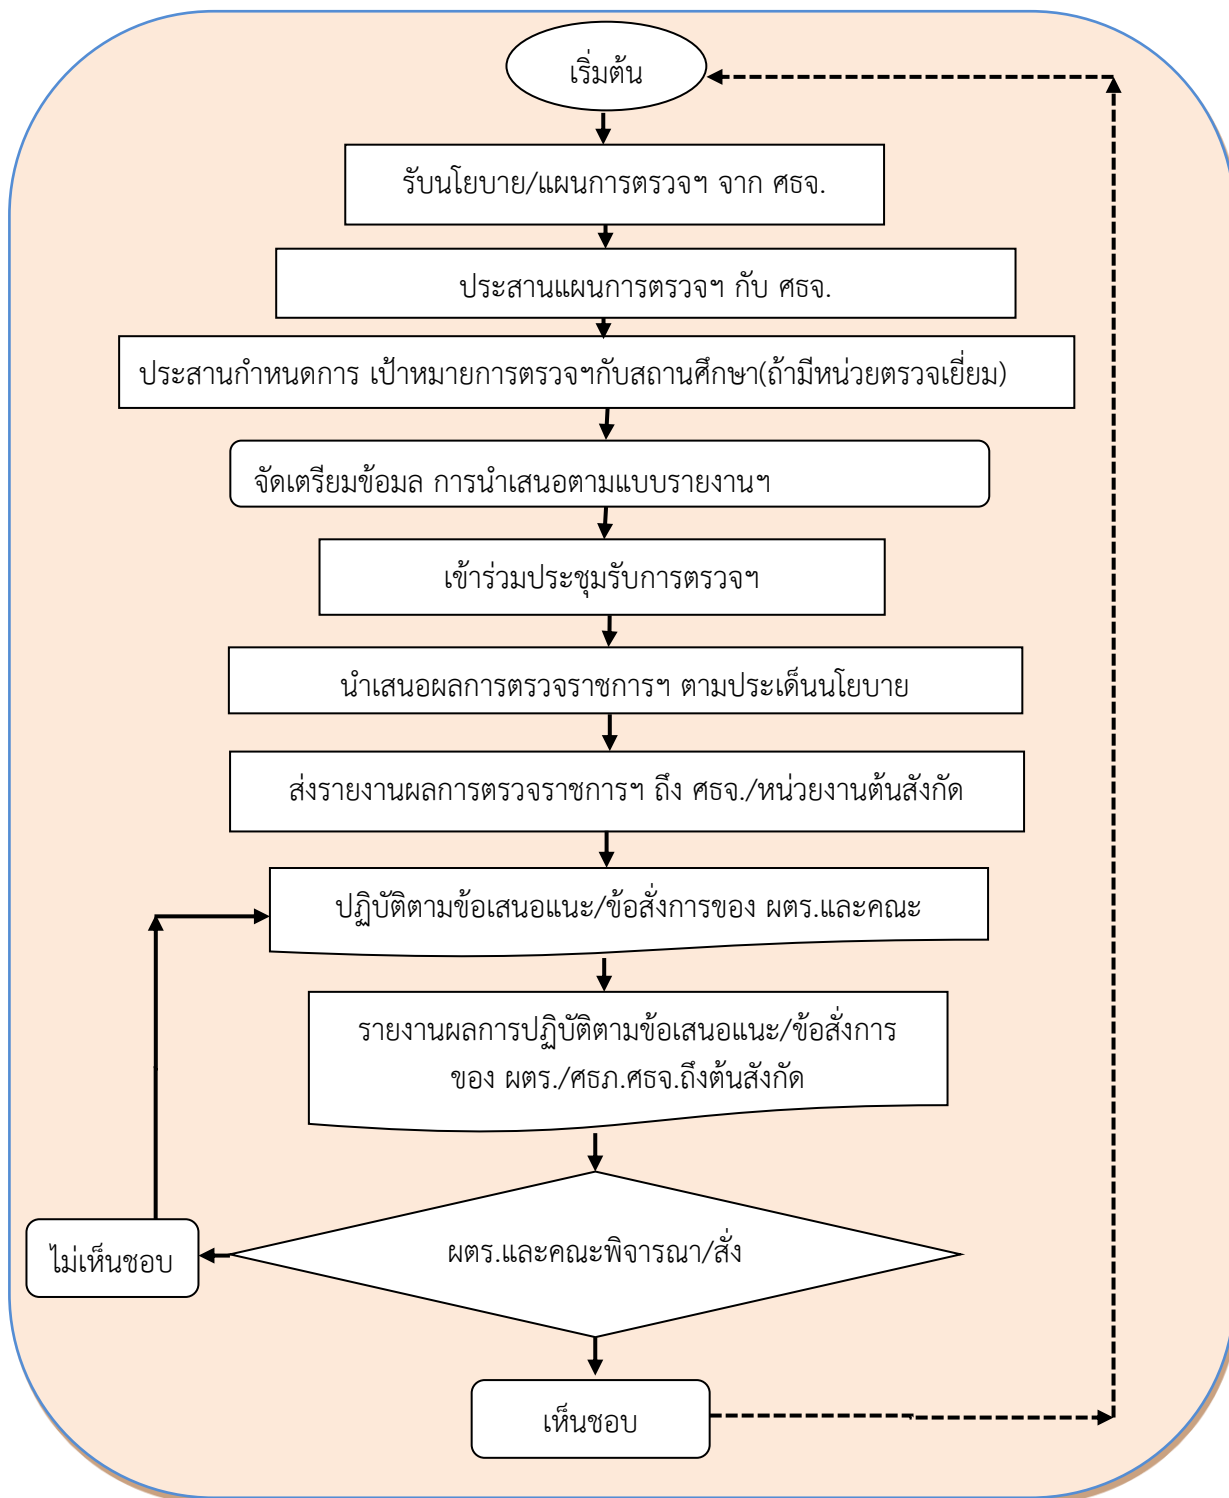 เริ่มต้น
รับนโยบาย/แผนการตรวจฯ จาก ศธจ.
ประสานแผนการตรวจฯ กับ ศธจ.
ประสานกำหนดการ เป้าหมายการตรวจฯกับสถานศึกษา(ถ้ามีหน่วยตรวจเยี่ยม)
จัดเตรียมข้อมล การนำเสนอตามแบบรายงานฯ
เข้าร่วมประชุมรับการตรวจฯ
นำเสนอผลการตรวจราชการฯ ตามประเด็นนโยบาย
ส่งรายงานผลการตรวจราชการฯ ถึง ศธจ./หน่วยงานต้นสังกัด
ปฏิบัติตามข้อเสนอแนะ/ข้อสั่งการของ ผตร.และคณะ
รายงานผลการปฏิบัติตามข้อเสนอแนะ/ข้อสั่งการ
ของ ผตร./ศธภ.ศธจ.ถึงต้นสังกัด
ผตร.และคณะพิจารณา/สั่ง
ไม่เห็นชอบ
เห็นชอบ